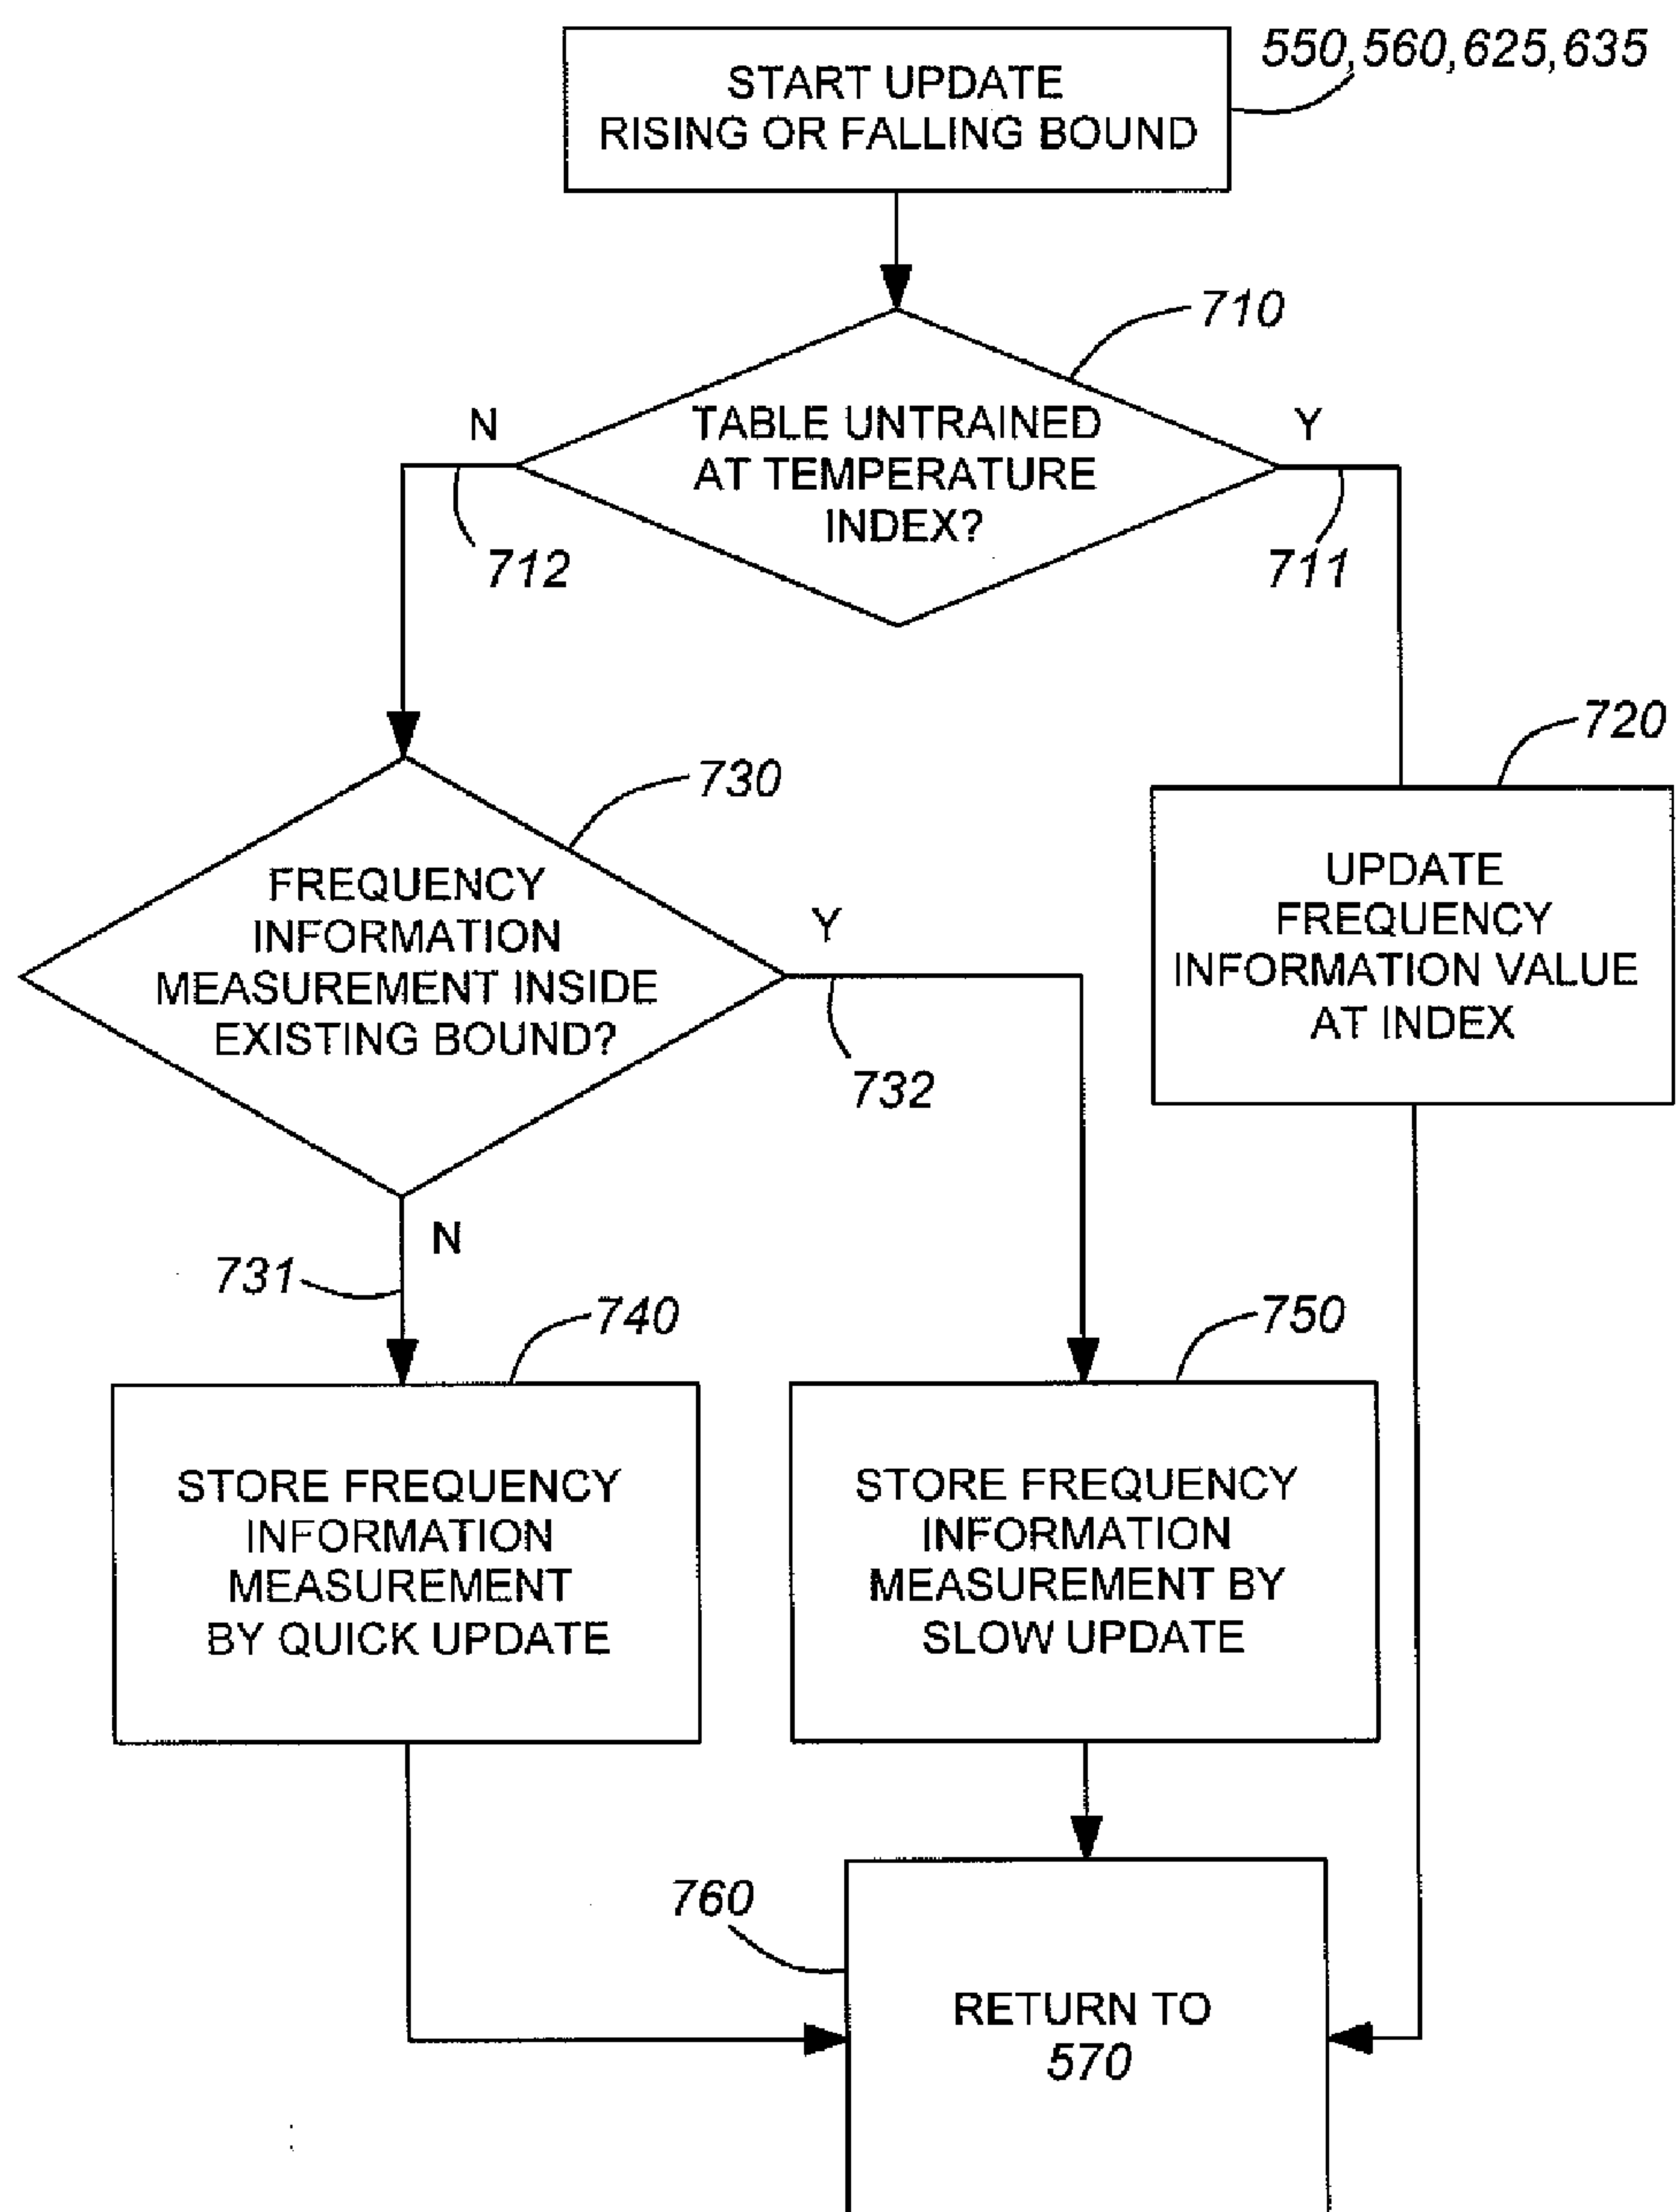 550,560,625,635
START UPDATE
RISING OR FALLING BOUND
710
N
Y
TABLE UNTRAINED
AT TEMPERATURE
INDEX?
712
711
720
730
FREQUENCY
INFORMATION
MEASUREMENT INSIDE
EXISTING BOUND?
Y
732
UPDATE
FREQUENCY
INFORMATION VALUE
AT INDEX
N
731
740
750
STORE FREQUENCY
INFORMATION
MEASUREMENT
BY QUICK UPDATE
STORE FREQUENCY
INFORMATION
MEASUREMENT BY
SLOW UPDATE
760
RETURN TO
570